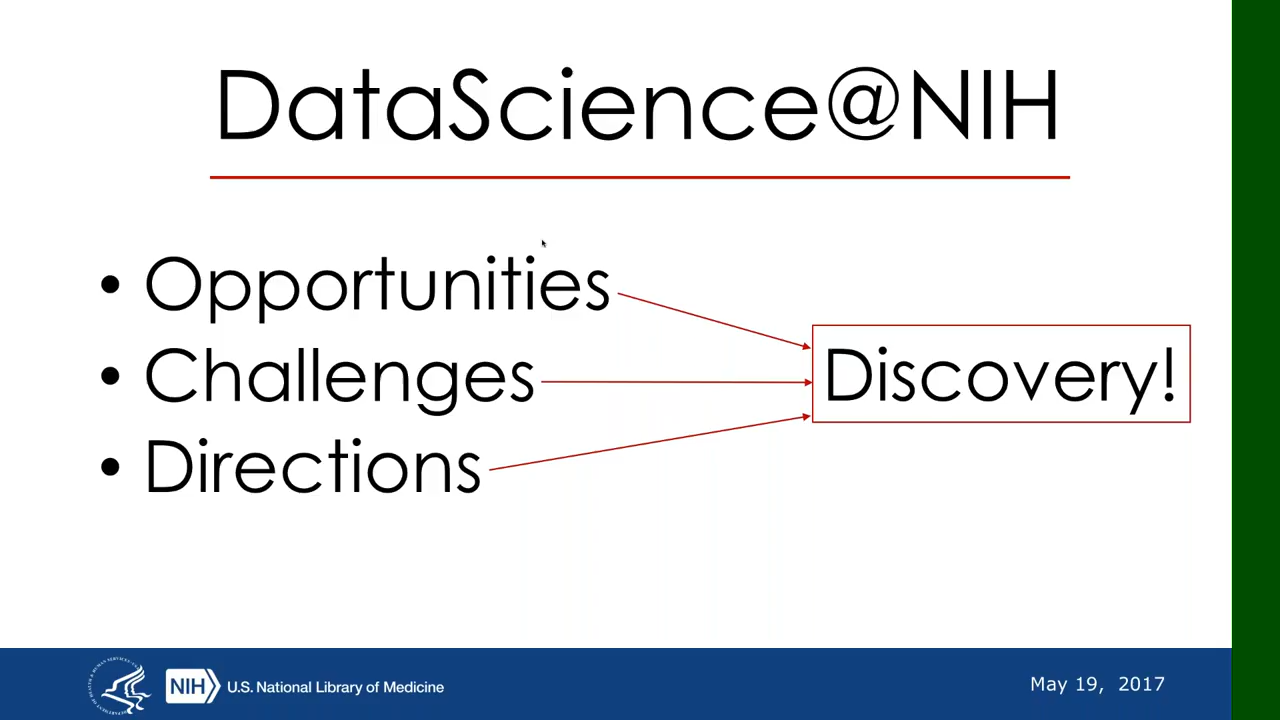 DataScience@NIH
• Opportunities
• Challenges
• Directions
Discovery!
NIH
U.S. National Library of Medicine
May 19, 2017